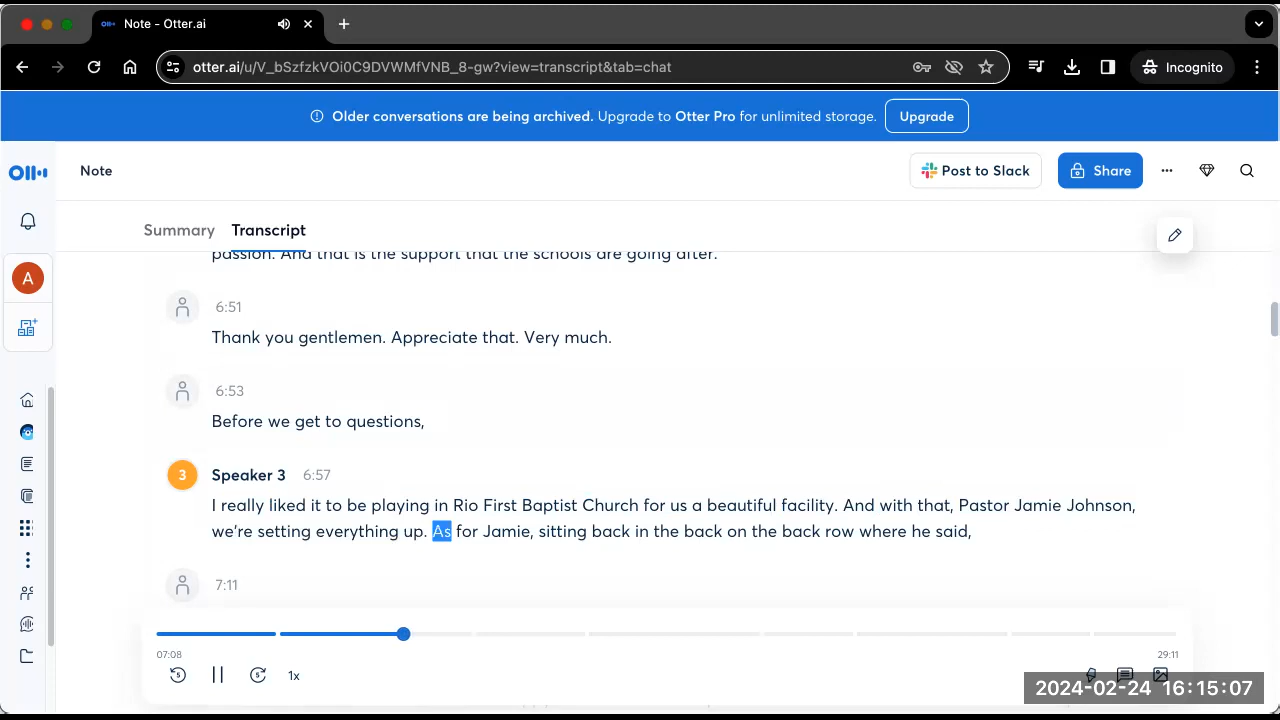 Note - Otter.ai
otter.ai/u/V_bSzfzkVOi0C9DVWMfVNB_8-gw?view=transcript&tab=chat
Incognito
Older conversations are being archived. Upgrade to Otter Pro for unlimited storage.
Upgrade
Note
Post to Slack
Share
Summary
Transcript
A
passion. And that is the support that the schools are going after.
6:51
Thank you gentlemen. Appreciate that. Very much.
6:53
Before we get to questions,
3
Speaker 3
6:57
I really liked it to be playing in Rio First Baptist Church for us a beautiful facility. And with that, Pastor Jamie Johnson,
we're setting everything up. As for Jamie, sitting back in the back on the back row where he said,
7:11
07:08
29:11
5
5
1x
2024-02-24 16:15:07